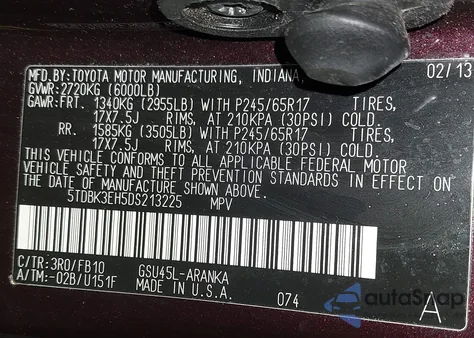 MFD.BY:TOYOTA MOTOR MANUFACTURING, INDIANA, 02/13
GVWR:2720KG (6000LB)
GAWR:FRT. 1340KG (2955LB) WITH P245/65R17 TIRES,
17X7.5J RIMS, AT 210KPA (30PSI) COLD.
RR. 1585KG (3505LB) WITH P245/65R17 TIRES,
17X7.5J RIMS, AT 210KPA (30PSI) COLD.
THIS VEHICLE CONFORMS TO ALL APPLICABLE FEDERAL MOTOR
VEHICLE SAFETY AND THEFT PREVENTION STANDARDS IN EFFECT ON
THE DATE OF MANUFACTURE SHOWN ABOVE.
5TDBK3EH5DS213225 MPV
C/TR:3R0/FB10 GSU45L-ARANKA
A/TM:-02B/U151F MADE IN U.S.A. 074 A
autoSnap